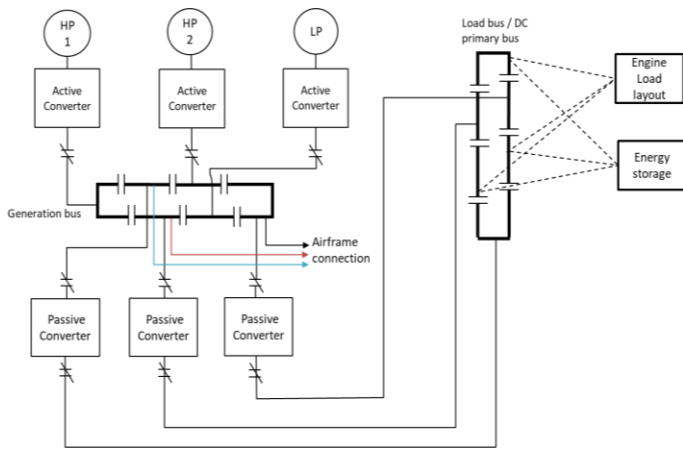 HP
1
HP
2
LP
Load bus / DC
primary bus
Active
Converter
Active
Converter
Active
Converter
Engine
Load
layout
Energy
storage
Generation bus
Airframe
connection
Passive
Converter
Passive
Converter
Passive
Converter